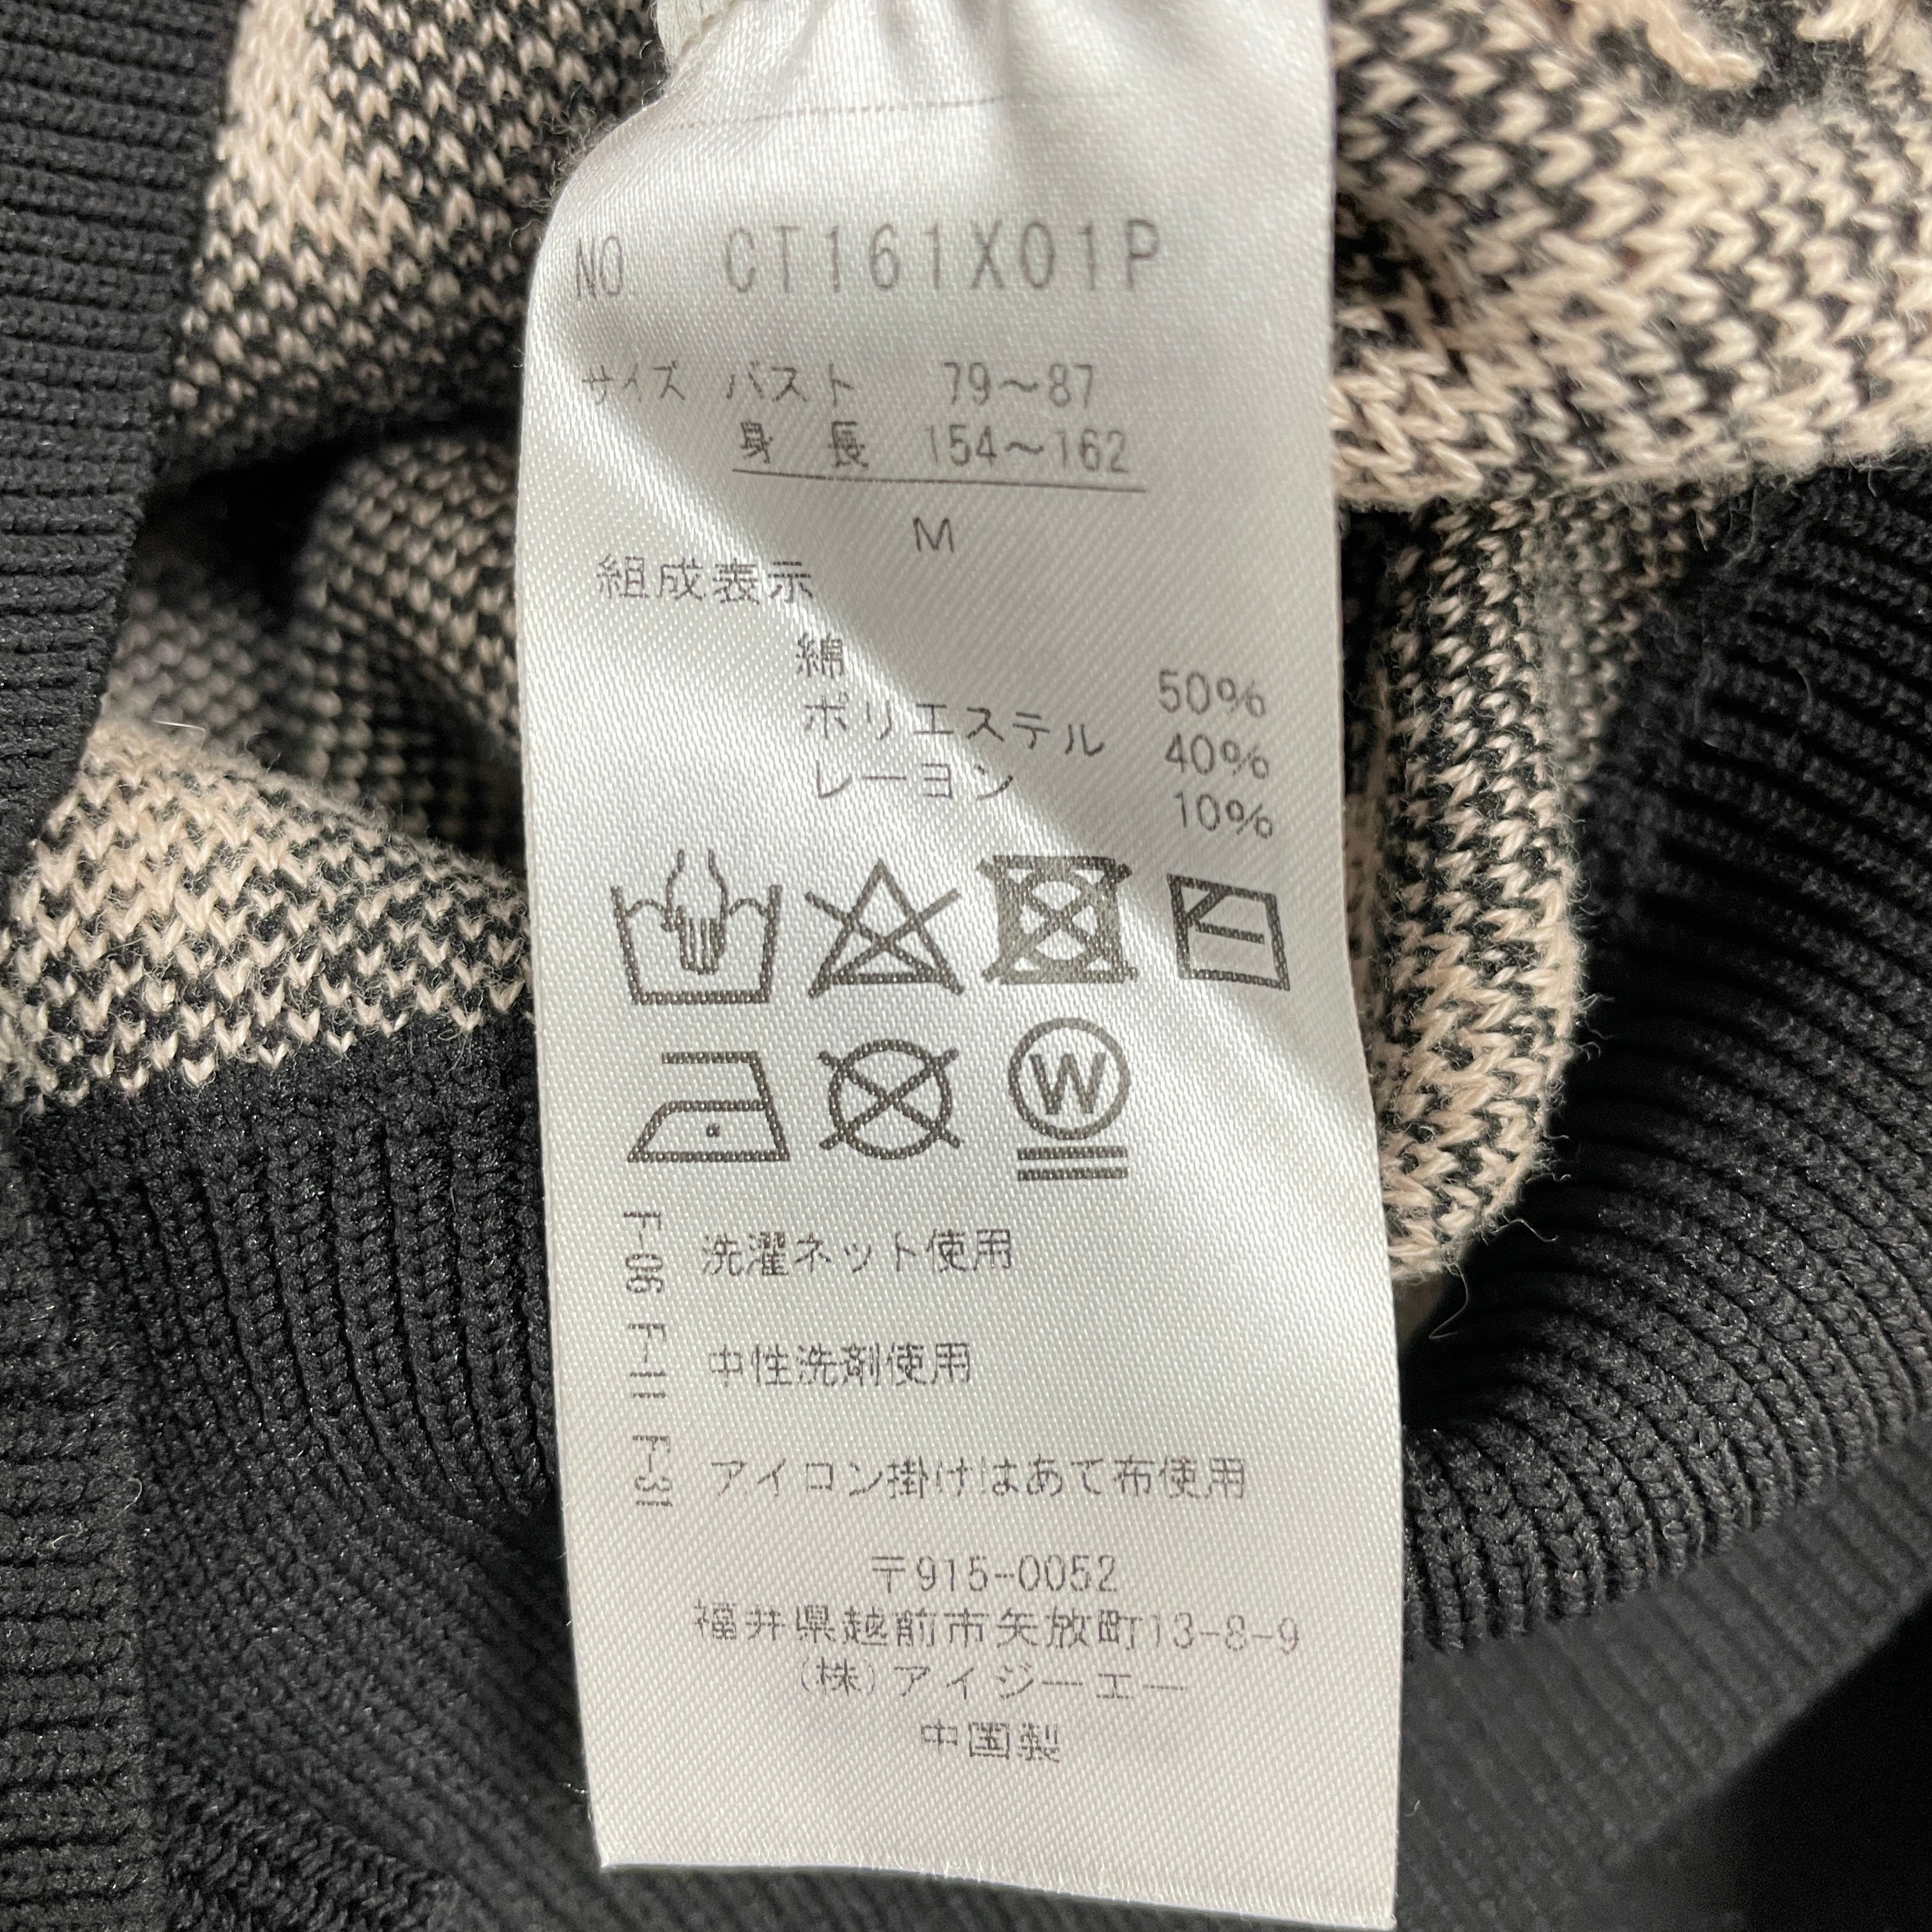 NO CT161X01P
サイズ バスト 79~87
身長 154~162
M
組成表示
綿 50%
ポリエステル 40%
レーヨン 10%
W
F-06 洗濯ネット使用
F-11 中性洗剤使用
F-31 アイロン掛けはあて布使用
〒915-0052
福井県越前市矢放町13-8-9
(株)アイジーエー
中国製